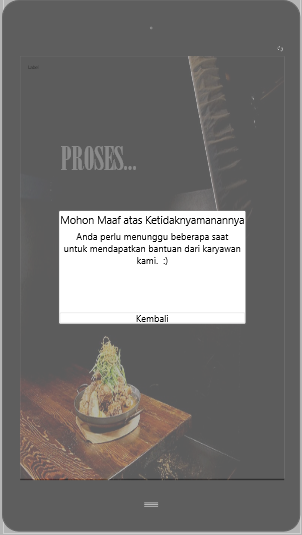 PROSES...
Mohon Maaf atas Ketidaknyamanannya
Anda perlu menunggu beberapa saat
untuk mendapatkan bantuan dari karyawan
kami. :)
Kembali